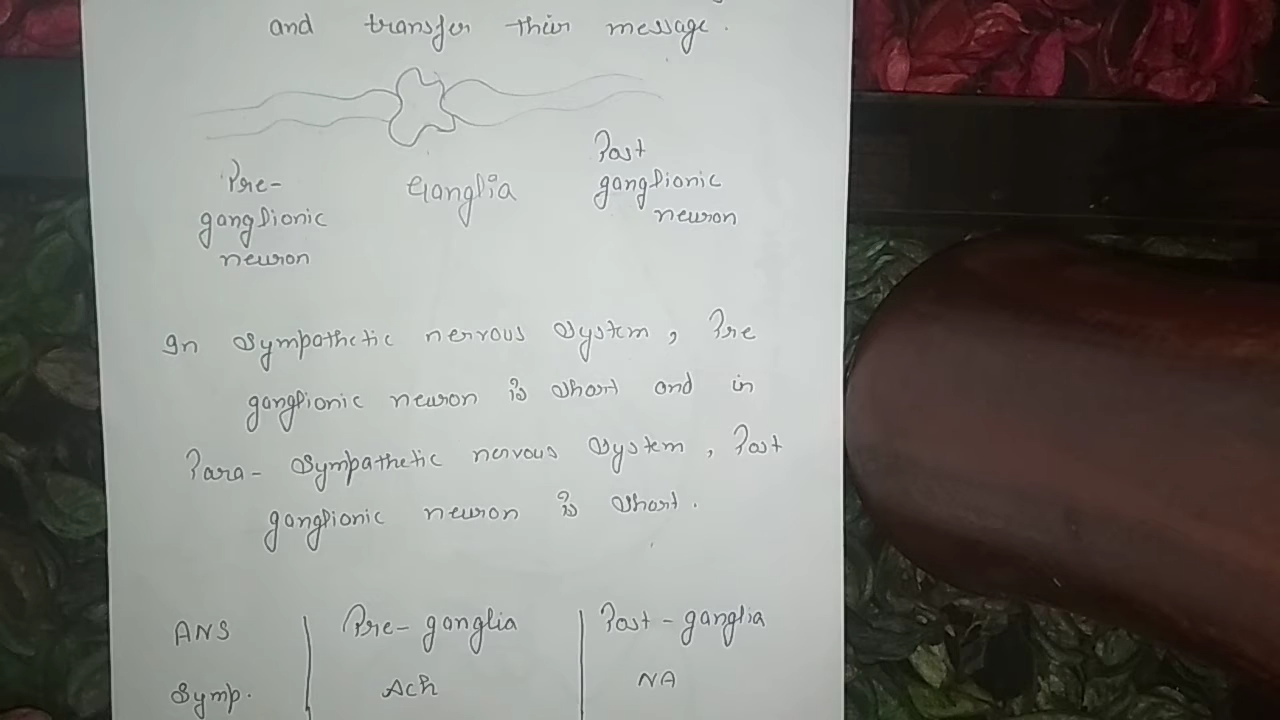 and transfer their message.
Pre-
ganglionic
neuron
Ganglia
Post
ganglionic
neuron
In Sympathetic nervous System, Pre
ganglionic neuron is short and in
Para- Sympathetic nervous System, Post
ganglionic neuron is short.
ANS Pre-ganglia Post-ganglia
Symp. Ach NA